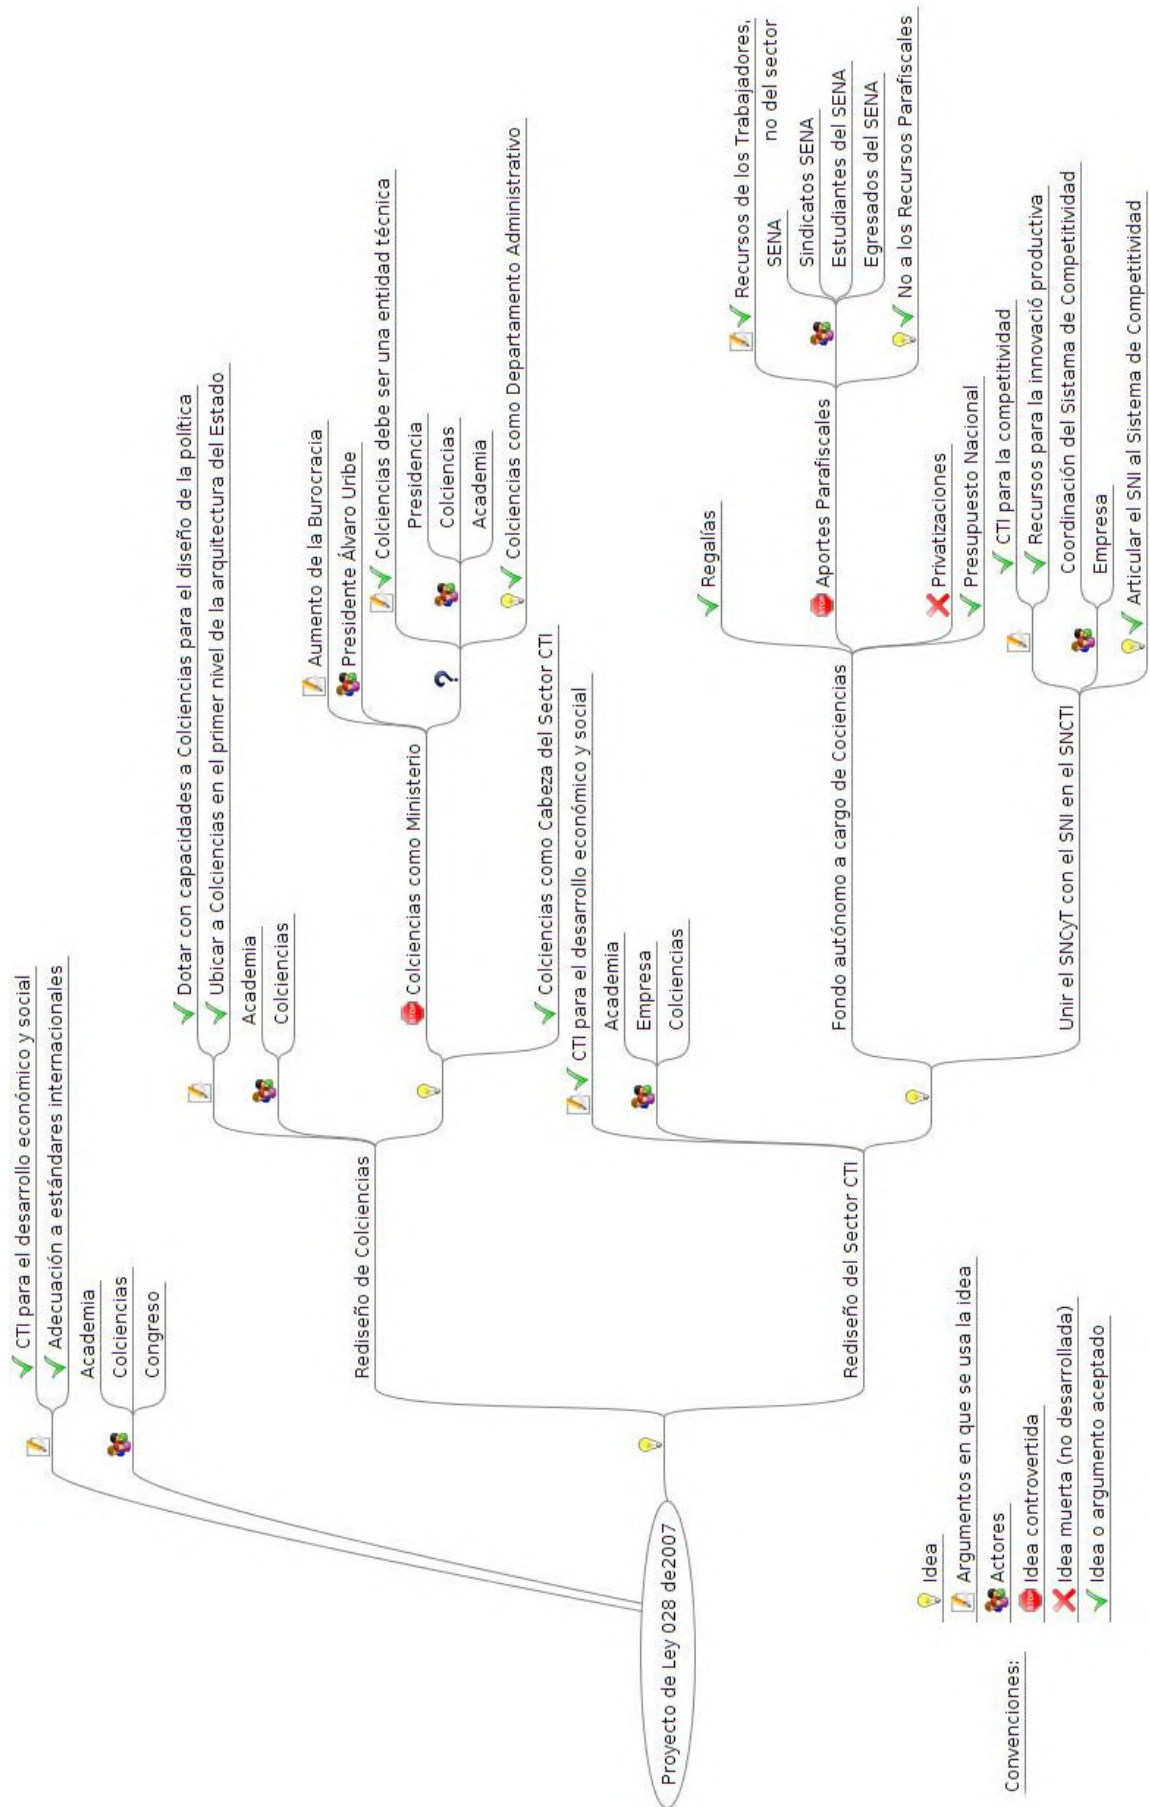 CTI para el desarrollo económico y social
Adecuación a estándares internacionales
Academia
Colciencias
Congreso
Proyecto de Ley 028 de2007
Rediseño de Colciencias
Dotar con capacidades a Colciencias para el diseño de la política
Ubicar a Colciencias en el primer nivel de la arquitectura del Estado
Academia
Colciencias
STOP Colciencias como Ministerio
Aumento de la Burocracia
Presidente Álvaro Uribe
?
Colciencias debe ser una entidad técnica
Presidencia
Colciencias
Academia
Colciencias como Departamento Administrativo
Colciencias como Cabeza del Sector CTI
Rediseño del Sector CTI
CTI para el desarrollo económico y social
Academia
Empresa
Colciencias
Fondo autónomo a cargo de Cociencias
Regalías
STOP Aportes Parafiscales
Recursos de los Trabajadores,
no del sector
SENA
Sindicatos SENA
Estudiantes del SENA
Egresados del SENA
No a los Recursos Parafiscales
Privatizaciones
Presupuesto Nacional
Unir el SNCyT con el SNI en el SNCTI
CTI para la competitividad
Recursos para la innovació productiva
Coordinación del Sistama de Competitividad
Empresa
Articular el SNI al Sistema de Competitividad
Convenciones:
Idea
Argumentos en que se usa la idea
Actores
STOP Idea controvertida
Idea muerta (no desarrollada)
Idea o argumento aceptado